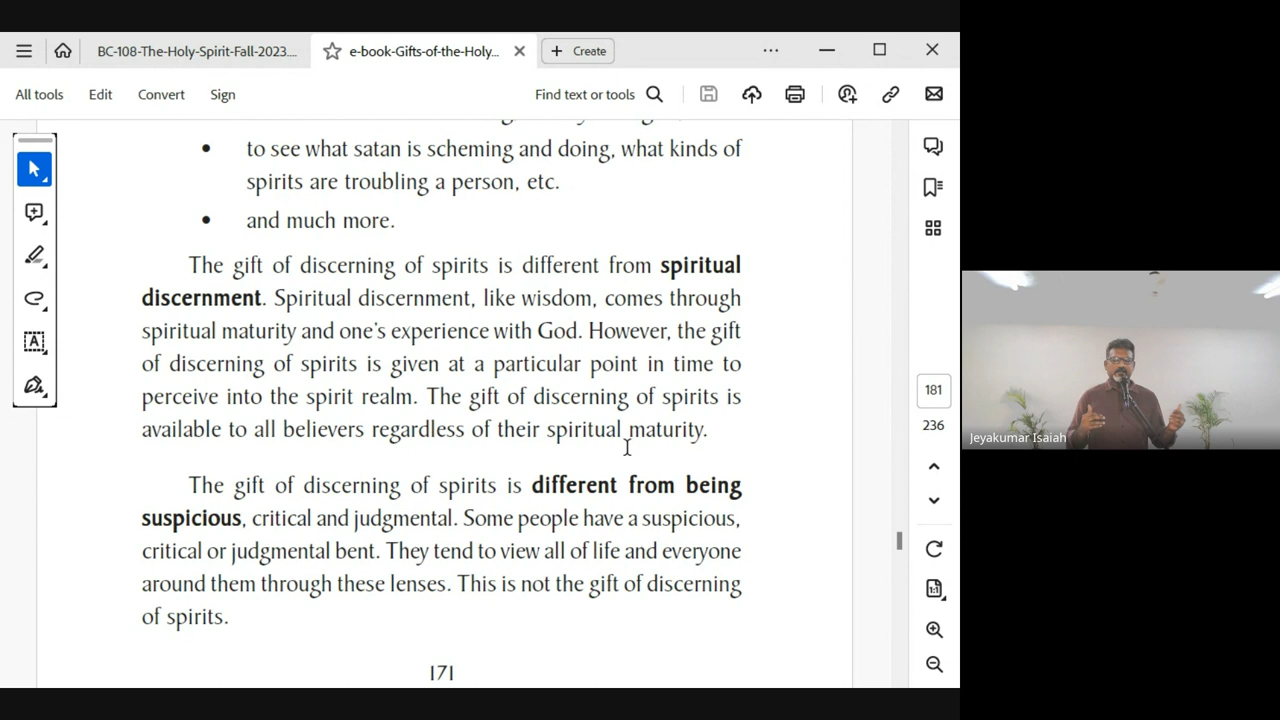 BC-108-The-Holy-Spirit-Fall-2023....
e-book-Gifts-of-the-Holy...
Create
All tools
Edit
Convert
Sign
Find text or tools
• to see what satan is scheming and doing, what kinds of
spirits are troubling a person, etc.
• and much more.
The gift of discerning of spirits is different from spiritual
discernment. Spiritual discernment, like wisdom, comes through
spiritual maturity and one's experience with God. However, the gift
of discerning of spirits is given at a particular point in time to
perceive into the spirit realm. The gift of discerning of spirits is
available to all believers regardless of their spiritual maturity.
The gift of discerning of spirits is different from being
suspicious, critical and judgmental. Some people have a suspicious,
critical or judgmental bent. They tend to view all of life and everyone
around them through these lenses. This is not the gift of discerning
of spirits.
171
181
236
1:1
Jeyakumar Isaiah